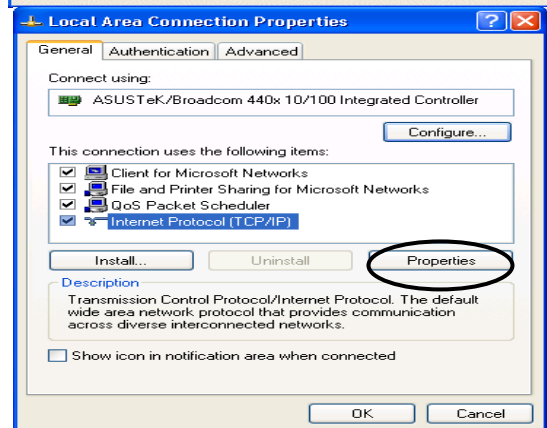 Local Area Connection Properties
General Authentication Advanced
Connect using:
ASUSTeK/Broadcom 440x 10/100 Integrated Controller
Configure...
This connection uses the following items:
Client for Microsoft Networks
File and Printer Sharing for Microsoft Networks
QoS Packet Scheduler
Internet Protocol (TCP/IP)
Install... Uninstall Properties
Description
Transmission Control Protocol/Internet Protocol. The default
wide area network protocol that provides communication
across diverse interconnected networks.
Show icon in notification area when connected
OK Cancel